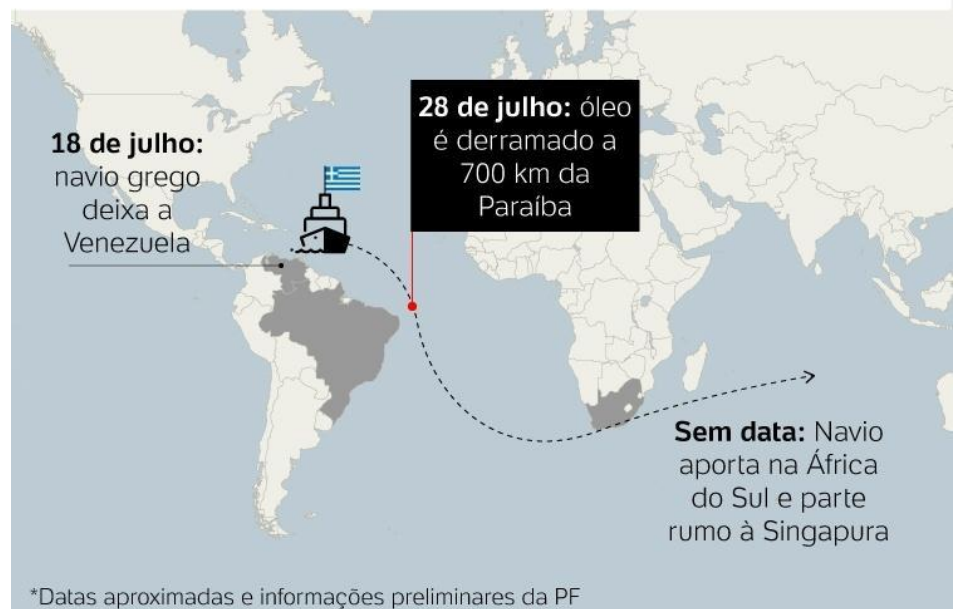 18 de julho:
navio grego
deixa a
Venezuela
28 de julho: óleo
é derramado a
700 km da
Paraíba
Sem data: Navio
aporta na África
do Sul e parte
rumo à Singapura
*Datas aproximadas e informações preliminares da PF